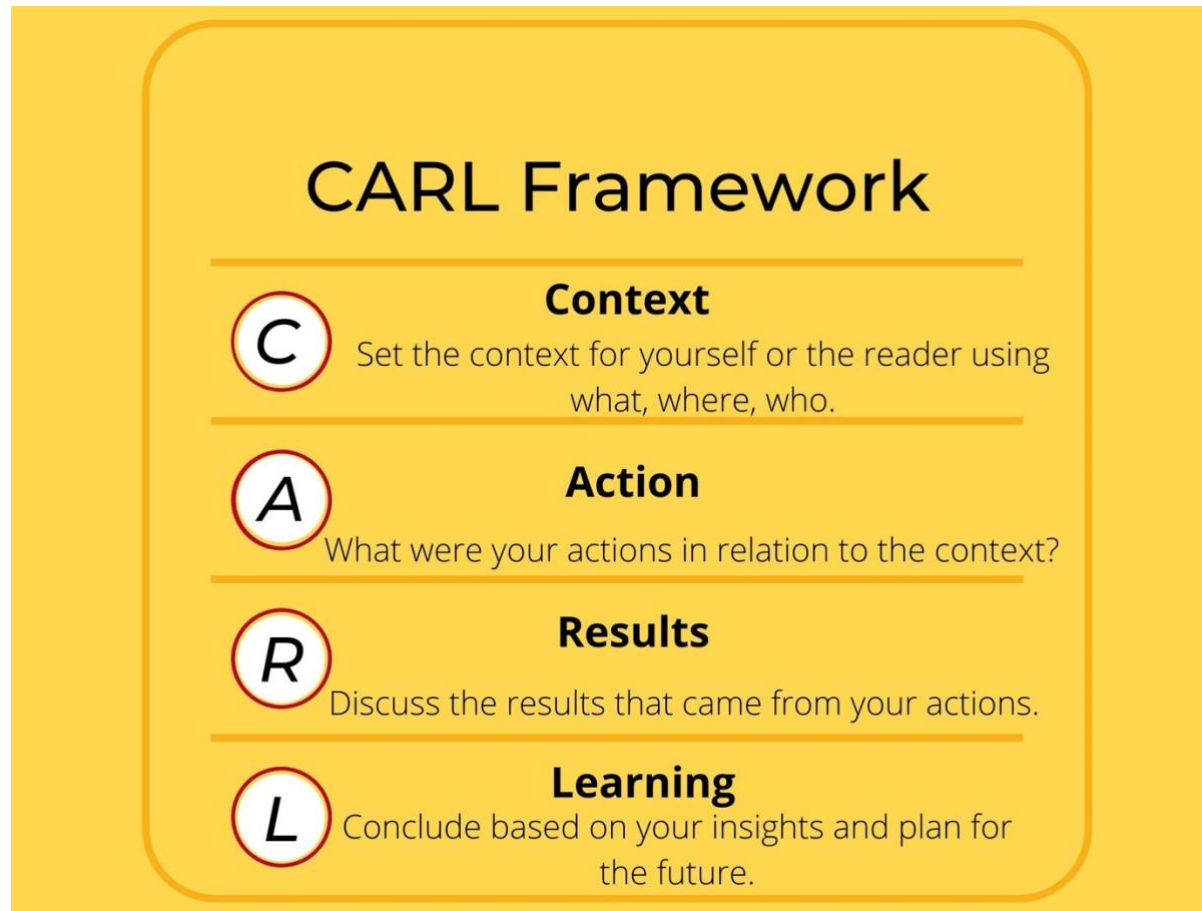 CARL Framework
C
Context
Set the context for yourself or the reader using
what, where, who.
A
Action
What were your actions in relation to the context?
R
Results
Discuss the results that came from your actions.
L
Learning
Conclude based on your insights and plan for
the future.